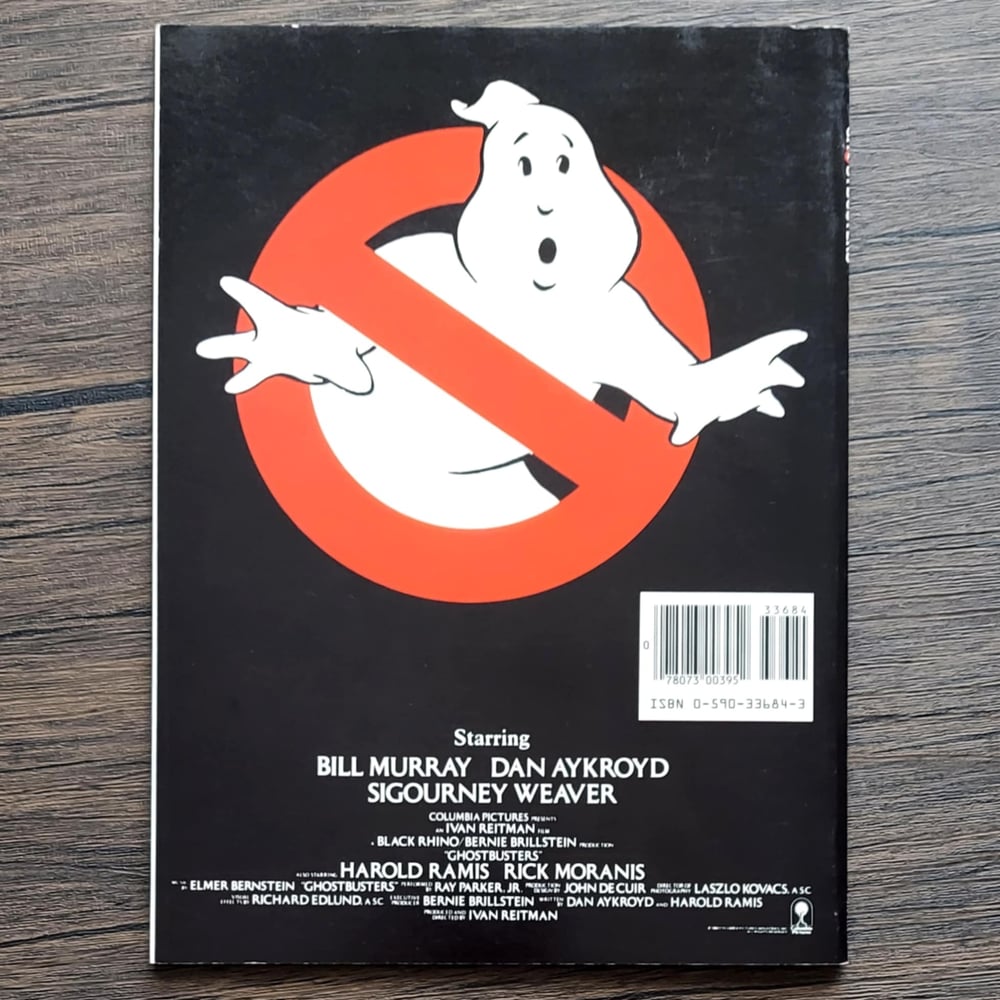 GHOSTBUSTERS
33684
0
78073 00395
ISBN 0-590-33684-3
Starring
BILL MURRAY DAN AYKROYD
SIGOURNEY WEAVER
COLUMBIA PICTURES PRESENTS
AN IVAN REITMAN FILM
A BLACK RHINO/BERNIE BRILLSTEIN PRODUCTION
"GHOSTBUSTERS"
ALSO STARRING HAROLD RAMIS RICK MORANIS
MUSIC BY ELMER BERNSTEIN "GHOSTBUSTERS" PERFORMED BY RAY PARKER, JR. PRODUCTION DESIGN BY JOHN DE CUIR DIRECTOR OF PHOTOGRAPHY LASZLO KOVACS, A.S.C.
VISUAL EFFECTS BY RICHARD EDLUND, A.S.C. EXECUTIVE PRODUCER BERNIE BRILLSTEIN WRITTEN BY DAN AYKROYD AND HAROLD RAMIS
PRODUCED AND DIRECTED BY IVAN REITMAN